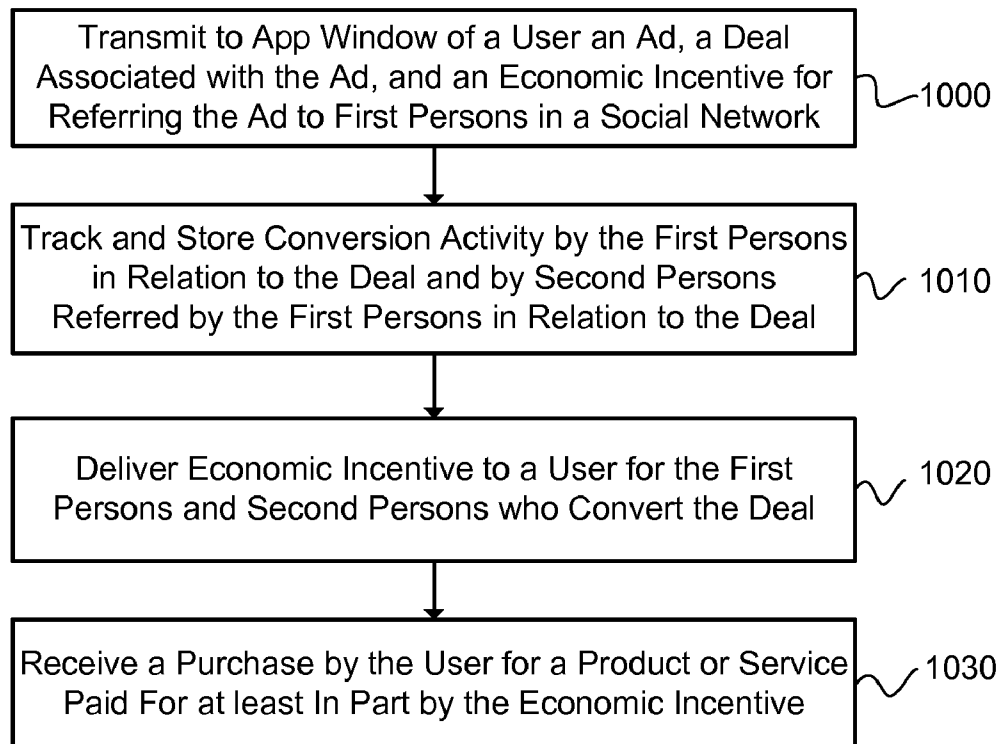 Transmit to App Window of a User an Ad, a Deal
Associated with the Ad, and an Economic Incentive for
Referring the Ad to First Persons in a Social Network
1000
Track and Store Conversion Activity by the First Persons
in Relation to the Deal and by Second Persons
Referred by the First Persons in Relation to the Deal
1010
Deliver Economic Incentive to a User for the First
Persons and Second Persons who Convert the Deal
1020
Receive a Purchase by the User for a Product or Service
Paid For at least In Part by the Economic Incentive
1030